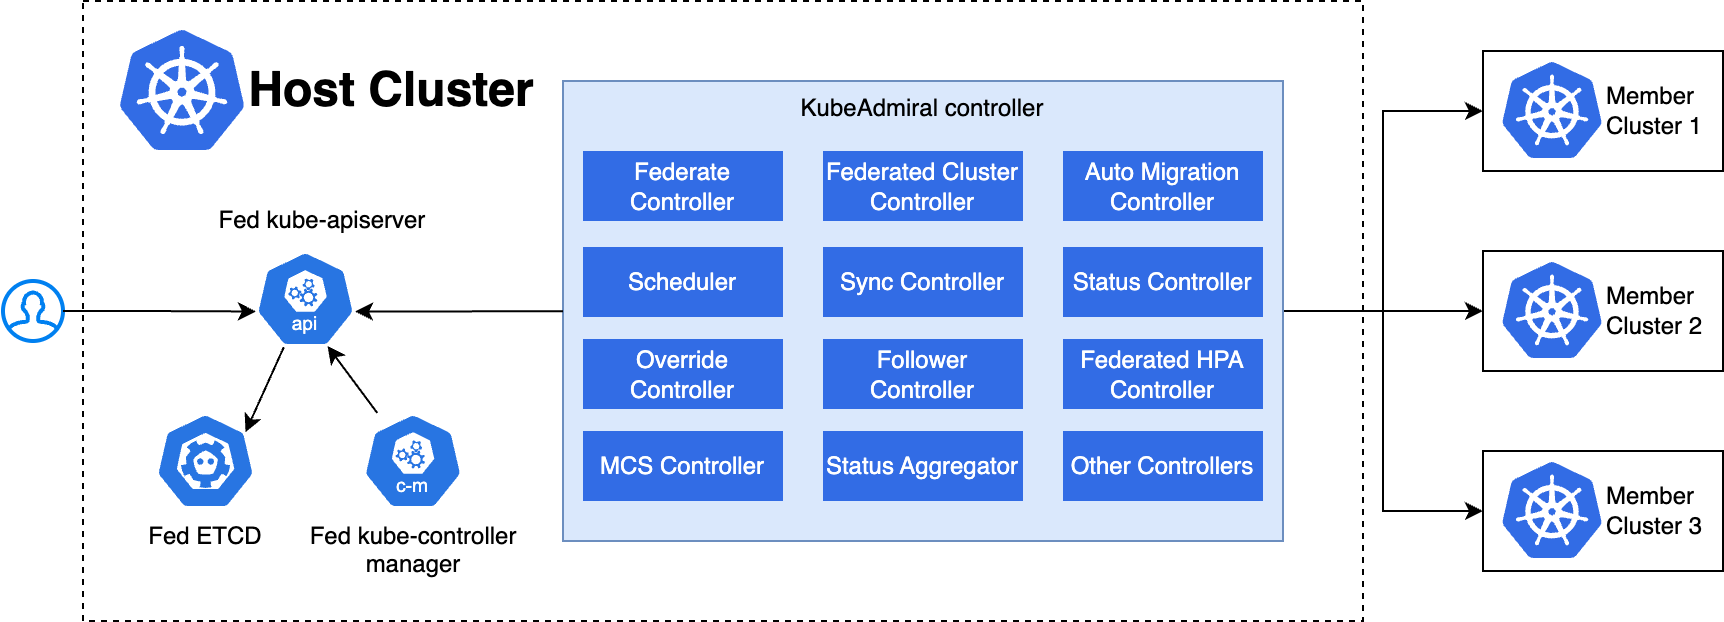 Host Cluster
KubeAdmiral controller
Federate
Controller
Federated Cluster
Controller
Auto Migration
Controller
Scheduler
Sync Controller
Status Controller
Override
Controller
Follower
Controller
Federated HPA
Controller
MCS Controller
Status Aggregator
Other Controllers
Fed kube-apiserver
api
Fed ETCD
c-m
Fed kube-controller
manager
Member
Cluster 1
Member
Cluster 2
Member
Cluster 3